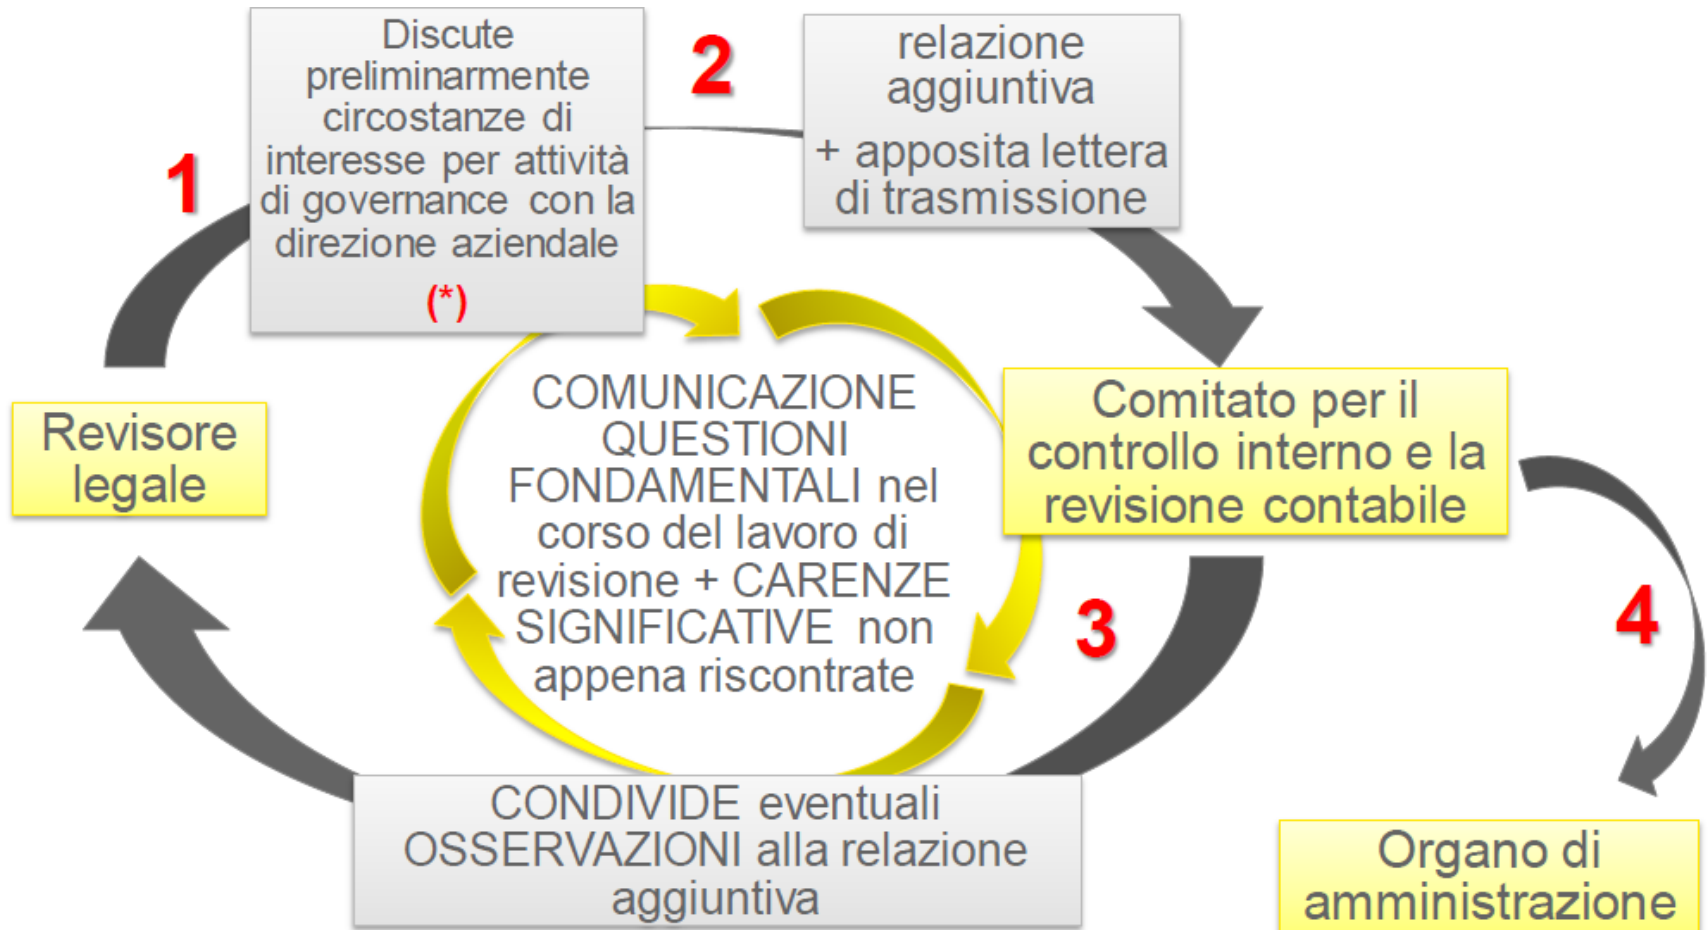 1
Discute
preliminarmente
circostanze di
interesse per attività
di governance con la
direzione aziendale
(*)
2
relazione
aggiuntiva
+ apposita lettera
di trasmissione
Revisore
legale
COMUNICAZIONE
QUESTIONI
FONDAMENTALI nel
corso del lavoro di
revisione + CARENZE
SIGNIFICATIVE non
appena riscontrate
Comitato per il
controllo interno e la
revisione contabile
3
4
CONDIVIDE eventuali
OSSERVAZIONI alla relazione
aggiuntiva
Organo di
amministrazione